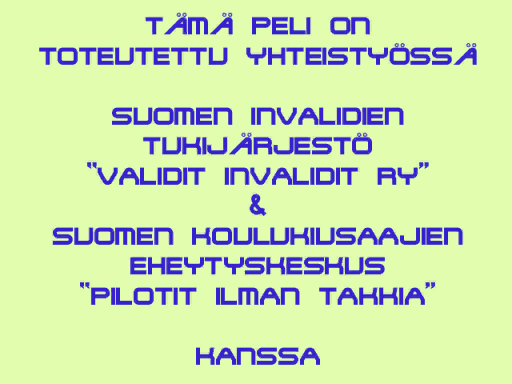 TÄMÄ PELI ON
TOTEUTETTU YHTEISTYÖSSÄ
SUOMEN INVALIDIEN
TUKIJÄRJESTÖ
"VALIDIT INVALIDIT RY"
&
SUOMEN KOULUKIUSAAJIEN
EHEYTYSKESKUS
"PILOTIT ILMAN TAKKIA"
KANSSA